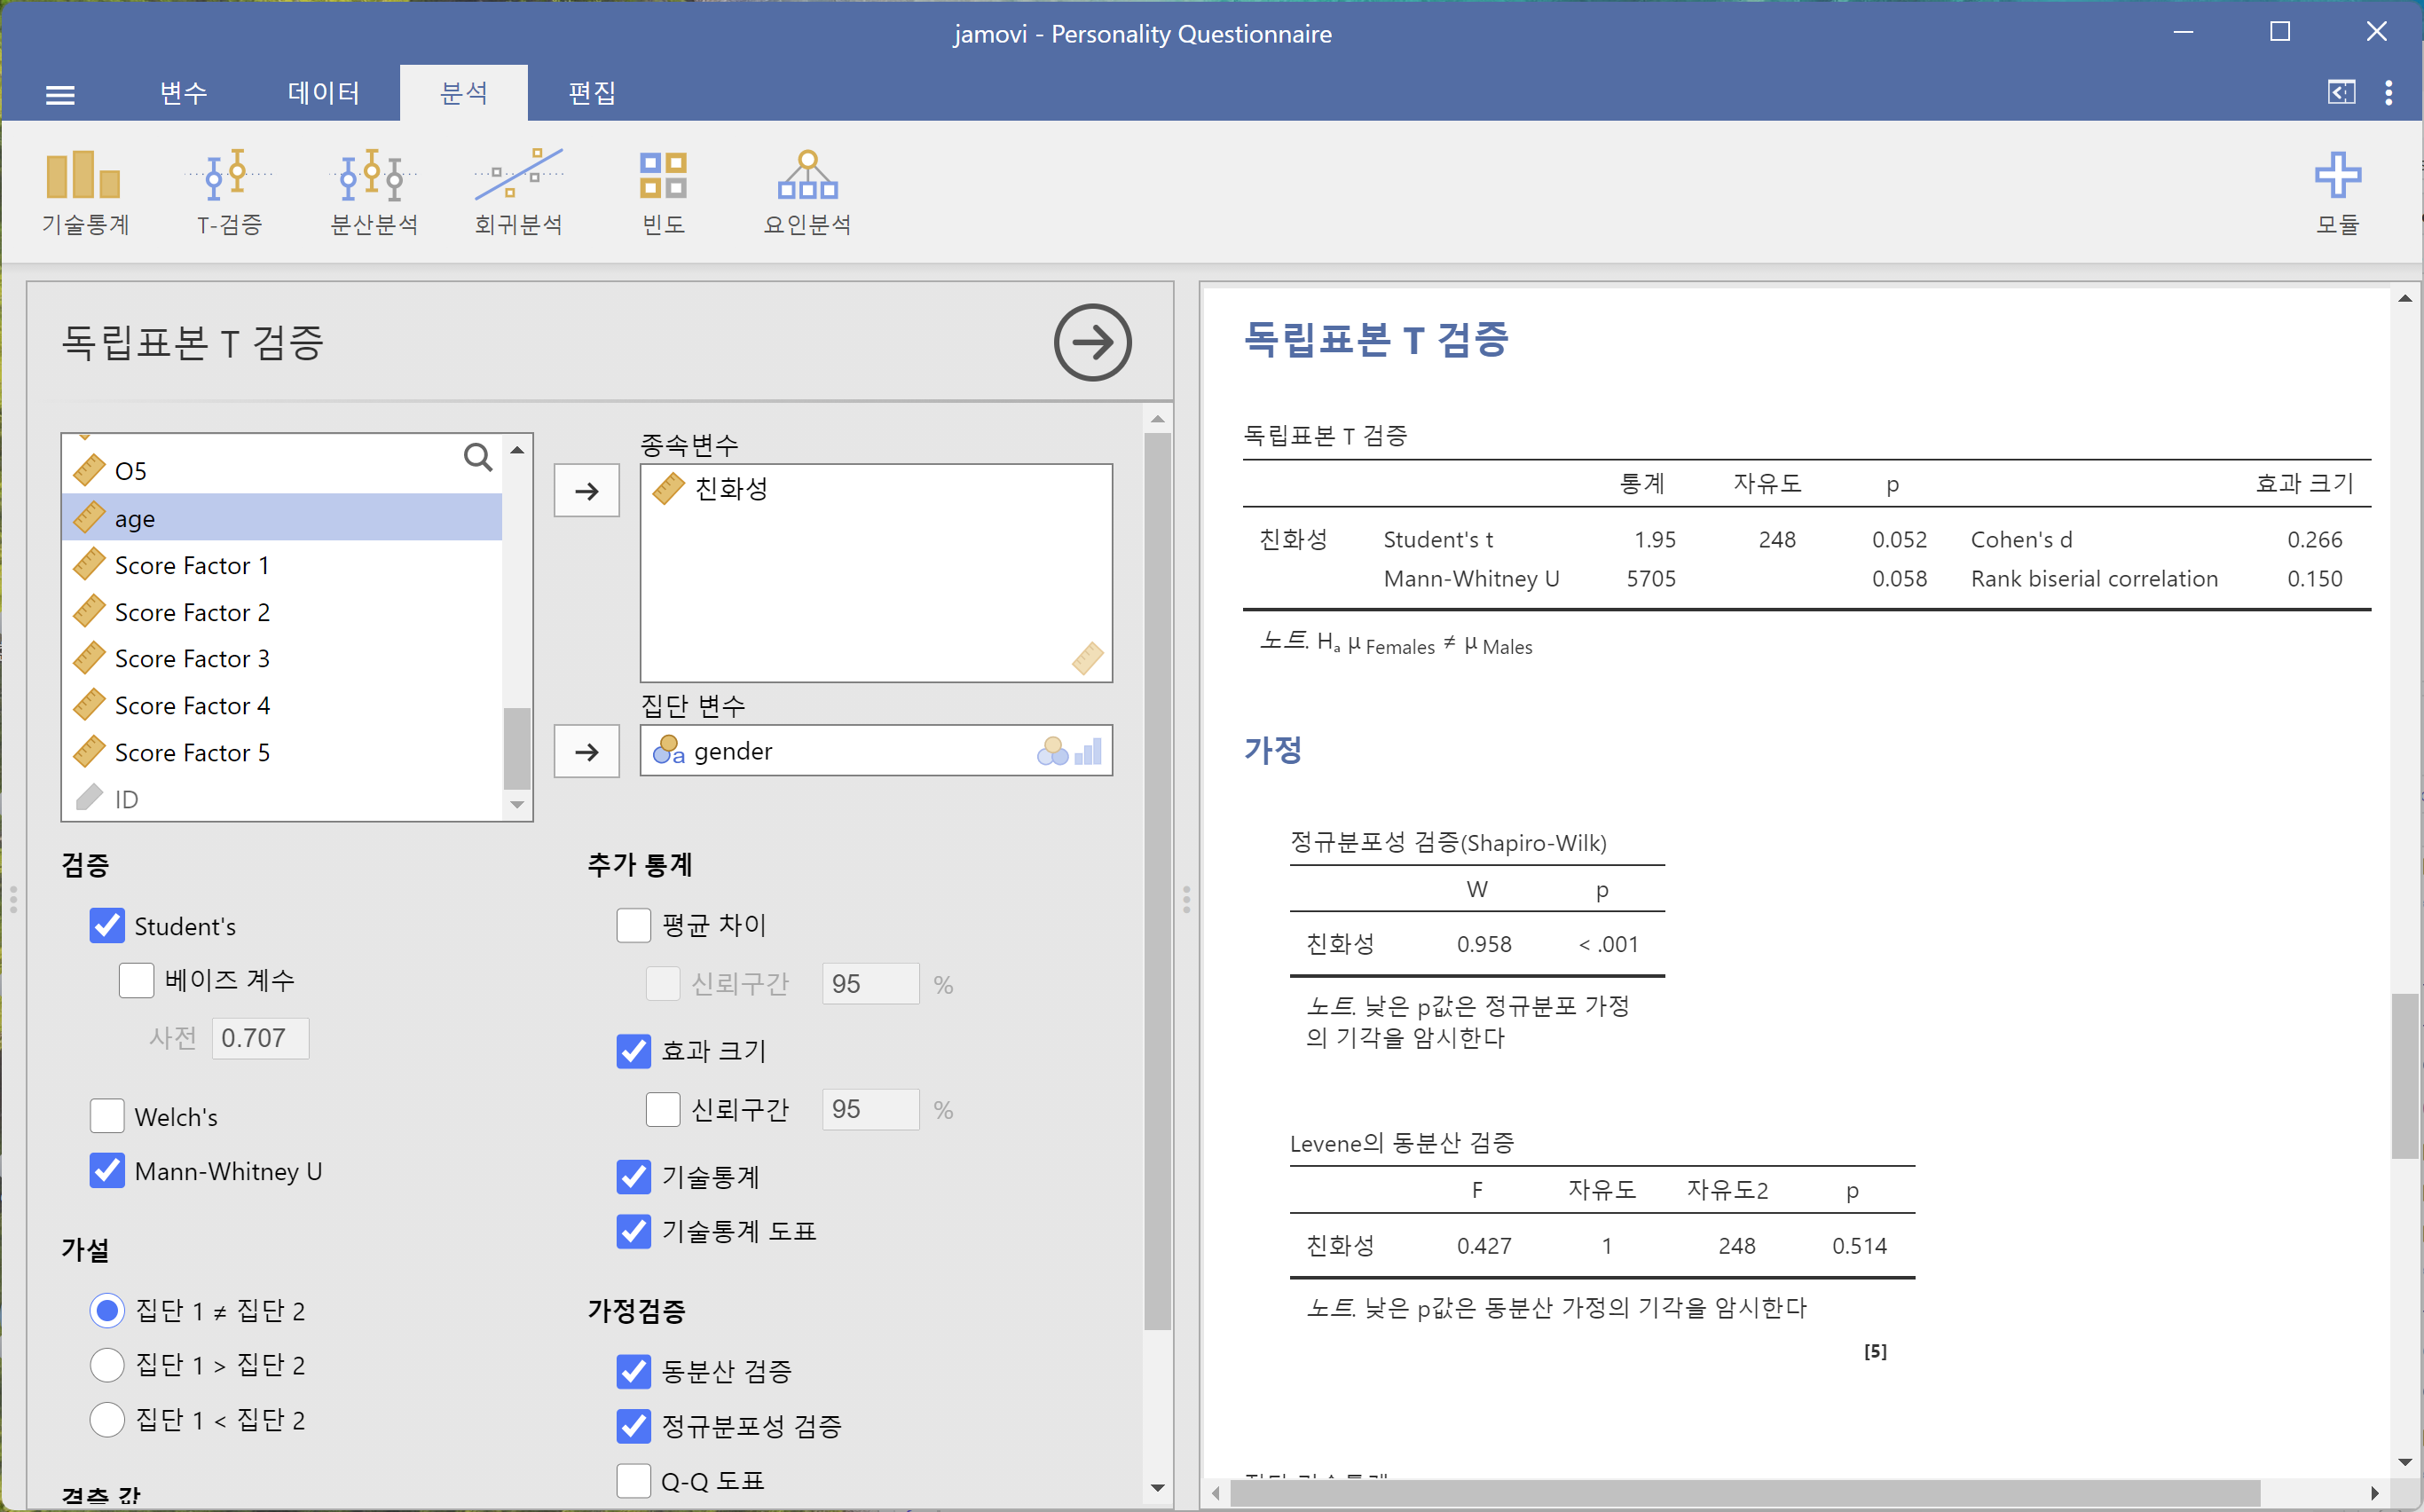 jamovi - Personality Questionnaire
변수 데이터 분석 편집
기술통계 T-검증 분산분석 회귀분석 빈도 요인분석 모듈
독립표본 T 검증
O5
age
Score Factor 1
Score Factor 2
Score Factor 3
Score Factor 4
Score Factor 5
ID
종속변수
친화성
집단 변수
gender
검증
Student's
베이즈 계수
사전 0.707
Welch's
Mann-Whitney U
가설
집단 1 ≠ 집단 2
집단 1 > 집단 2
집단 1 < 집단 2
결측 값
추가 통계
평균 차이
신뢰구간 95 %
효과 크기
신뢰구간 95 %
기술통계
기술통계 도표
가정검증
동분산 검증
정규분포성 검증
Q-Q 도표
독립표본 T 검증
독립표본 T 검증
통계 자유도 p 효과 크기
친화성 Student's t 1.95 248 0.052 Cohen's d 0.266
Mann-Whitney U 5705 0.058 Rank biserial correlation 0.150
노트. Hₐ μ Females ≠ μ Males
가정
정규분포성 검증(Shapiro-Wilk)
W p
친화성 0.958 < .001
노트. 낮은 p값은 정규분포 가정
의 기각을 암시한다
Levene의 동분산 검증
F 자유도 자유도2 p
친화성 0.427 1 248 0.514
노트. 낮은 p값은 동분산 가정의 기각을 암시한다
[5]